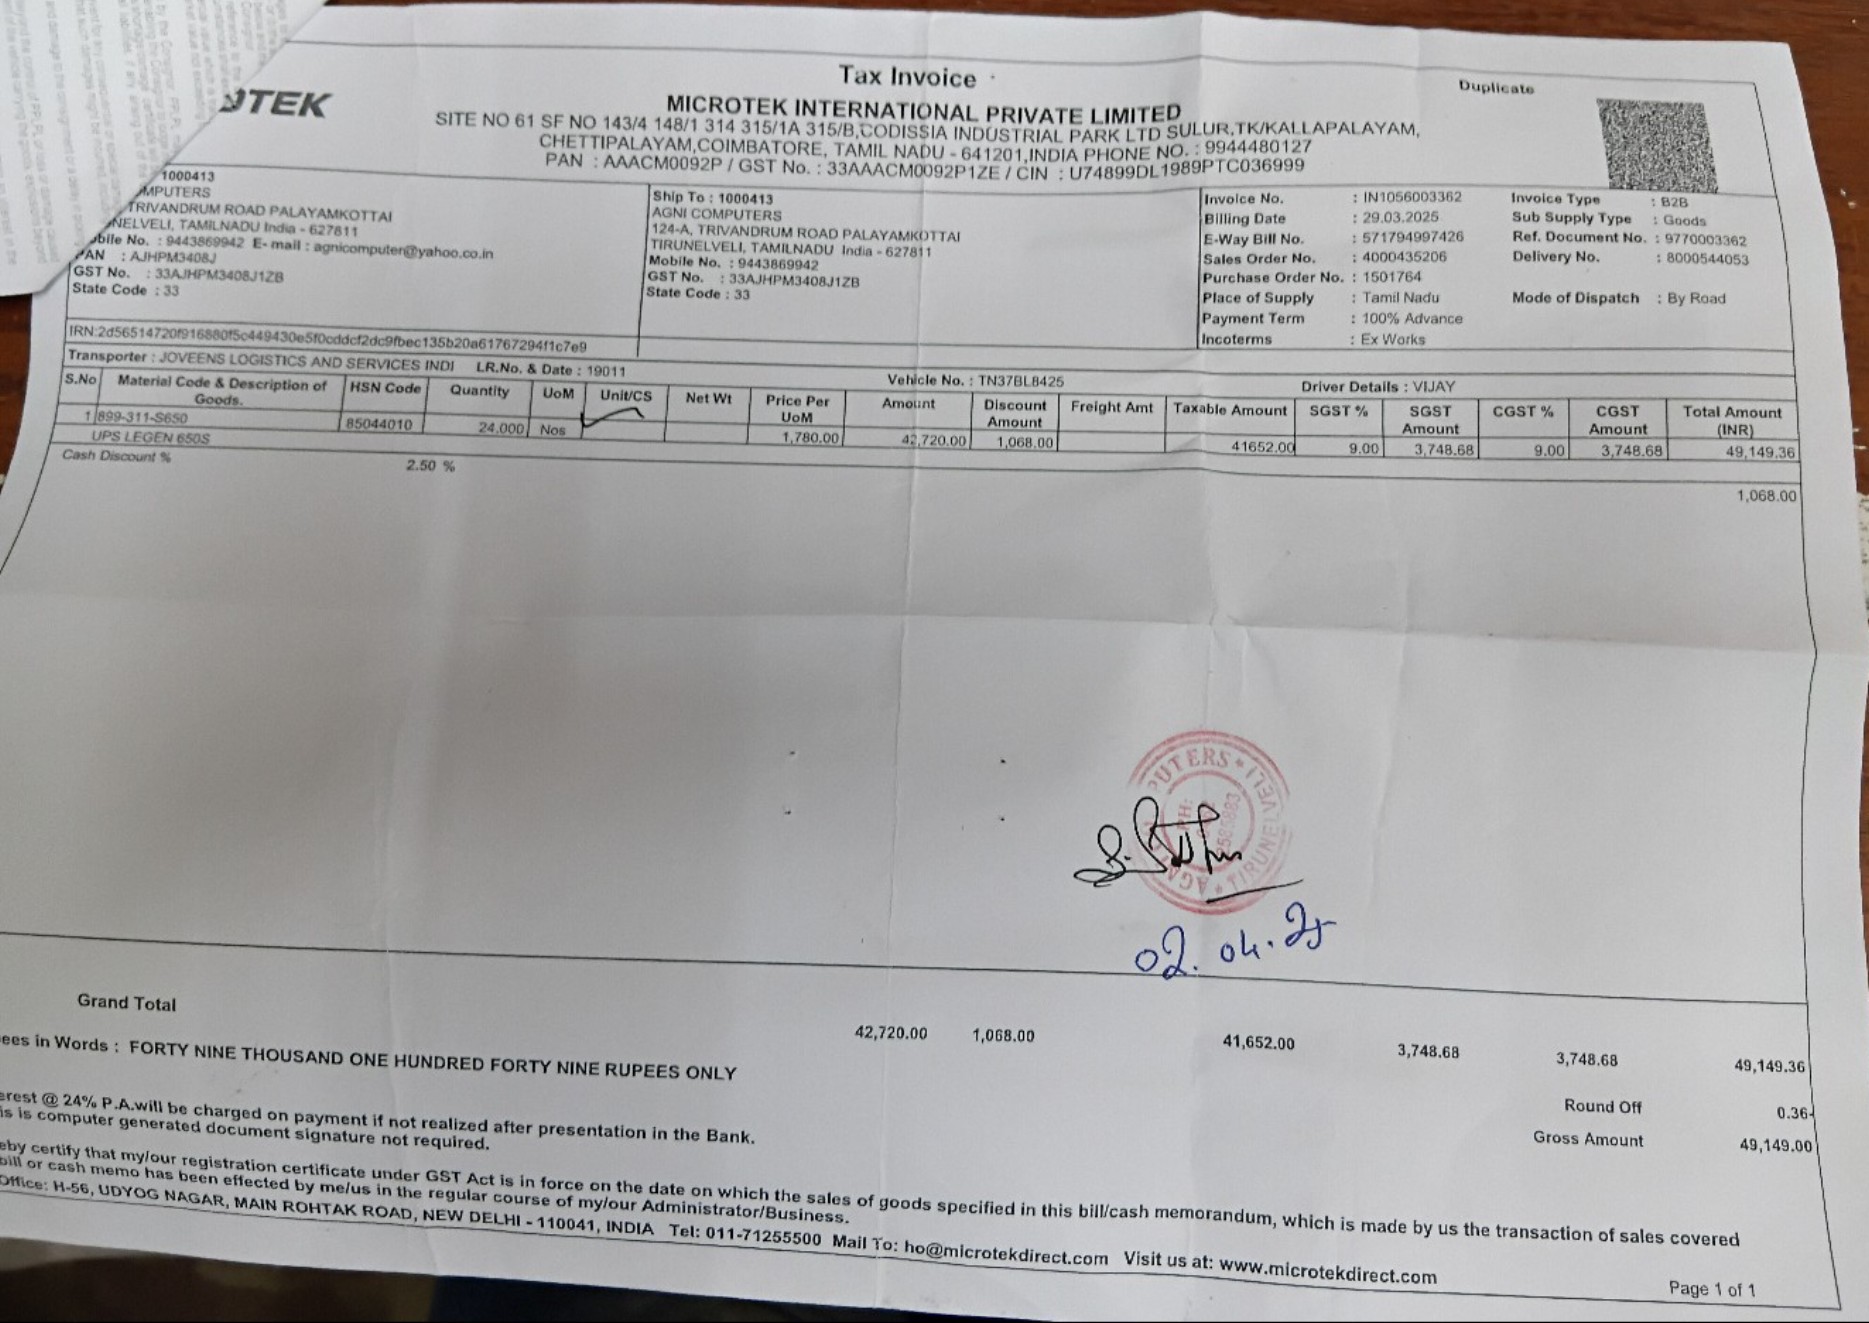 Tax Invoice
Duplicate
OTEK
MICROTEK INTERNATIONAL PRIVATE LIMITED
SITE NO 61 SF NO 143/4 148/1 314 315/1A 315/B,CODISSIA INDUSTRIAL PARK LTD SULUR,TK/KALLAPALAYAM,
CHETTIPALAYAM,COIMBATORE, TAMIL NADU - 641201,INDIA PHONE NO. : 9944480127
PAN : AAACM0092P / GST No. : 33AAACM0092P1ZE / CIN : U74899DL1989PTC036999
1000413
MPUTERS
TRIVANDRUM ROAD PALAYAMKOTTAI
NELVELI, TAMILNADU India - 627811
obile No. : 9443869942 E-mail : agnicomputer@yahoo.co.in
PAN : AJHPM3408J
GST No. : 33AJHPM3408J1ZB
State Code : 33
Ship To : 1000413
AGNI COMPUTERS
124-A, TRIVANDRUM ROAD PALAYAMKOTTAI
TIRUNELVELI, TAMILNADU India - 627811
Mobile No. : 9443869942
GST No. : 33AJHPM3408J1ZB
State Code : 33
Invoice No. : IN1056003362
Billing Date : 29.03.2025
E-Way Bill No. : 571794997426
Sales Order No. : 4000435206
Purchase Order No. : 1501764
Place of Supply : Tamil Nadu
Payment Term : 100% Advance
Incoterms : Ex Works
Invoice Type : B2B
Sub Supply Type : Goods
Ref. Document No. : 9770003362
Delivery No. : 8000544053
Mode of Dispatch : By Road
Transporter : JOVEENS LOGISTICS AND SERVICES INDI LR.No. & Date : 19011 Vehicle No. : TN37BL8425 Driver Details : VIJAY
S.No Material Code & Description of Goods. HSN Code Quantity UoM Unit/CS Net Wt Price Per UoM Amount Discount Amount Freight Amt Taxable Amount SGST % SGST Amount CGST % CGST Amount Total Amount (INR)
1 899-311-S650 85044010 24.000 Nos 1,780.00 42,720.00 1,068.00 41652.00 9.00 3,748.68 9.00 3,748.68 49,149.36
UPS LEGEN 650S
Cash Discount % 2.50 % 1,068.00
PUTERS * TIRUNELVELI * AGNI
PH:
2585883
02.04.25
Grand Total 42,720.00 1,068.00 41,652.00 3,748.68 3,748.68 49,149.36
ees in Words : FORTY NINE THOUSAND ONE HUNDRED FORTY NINE RUPEES ONLY
Round Off 0.36-
Gross Amount 49,149.00
erest @ 24% P.A.will be charged on payment if not realized after presentation in the Bank.
is is computer generated document signature not required.
eby certify that my/our registration certificate under GST Act is in force on the date on which the sales of goods specified in this bill/cash memorandum, which is made by us the transaction of sales covered
bill or cash memo has been effected by me/us in the regular course of my/our Administrator/Business.
Office: H-56, UDYOG NAGAR, MAIN ROHTAK ROAD, NEW DELHI - 110041, INDIA Tel: 011-71255500 Mail To: ho@microtekdirect.com Visit us at: www.microtekdirect.com
Page 1 of 1